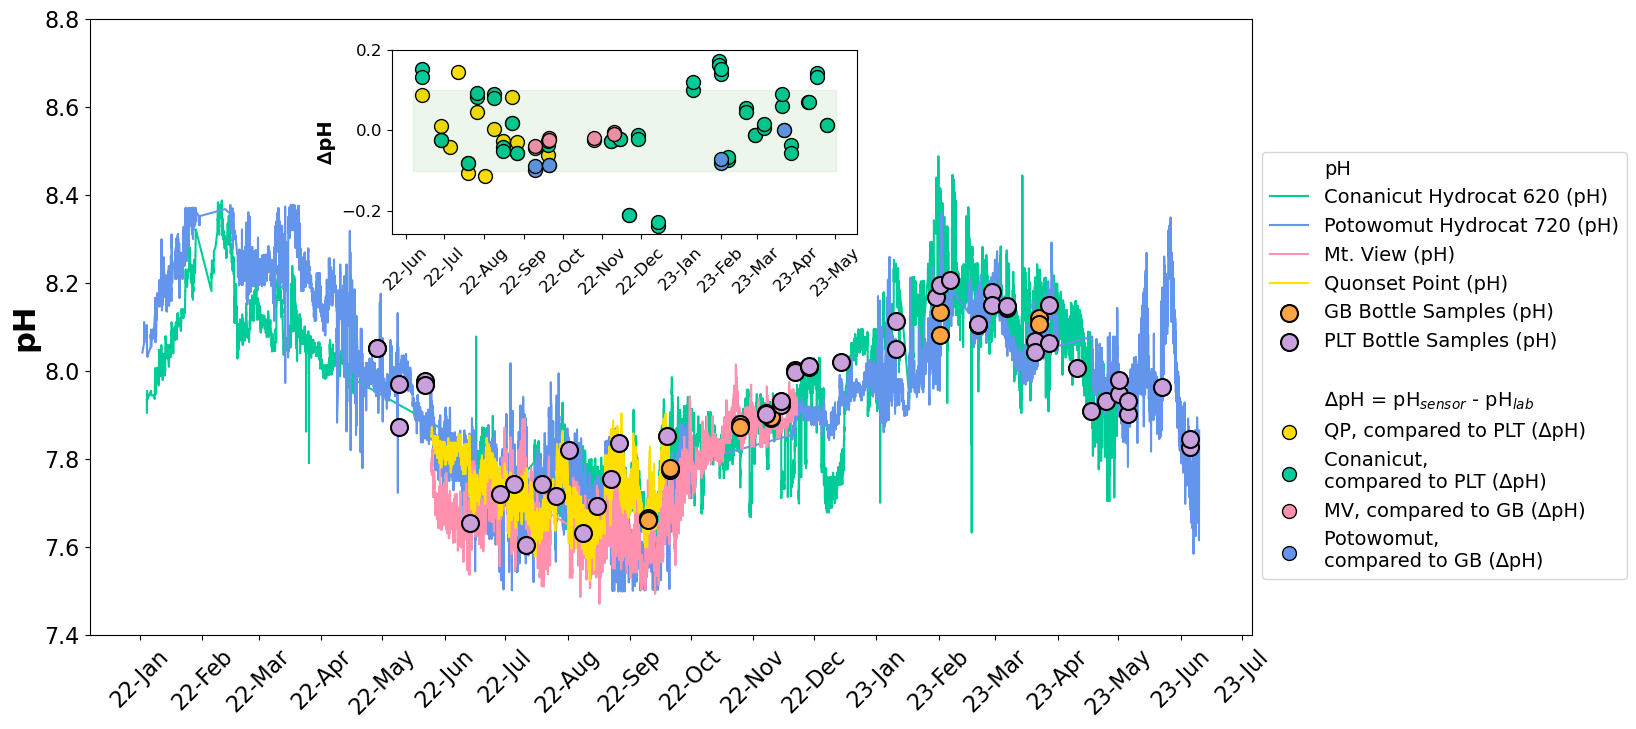 8.8
8.6
8.4
8.2
8.0
7.8
7.6
7.4
pH
22-Jan
22-Feb
22-Mar
22-Apr
22-May
22-Jun
22-Jul
22-Aug
22-Sep
22-Oct
22-Nov
22-Dec
23-Jan
23-Feb
23-Mar
23-Apr
23-May
23-Jun
23-Jul
0.2
0.0
−0.2
ΔpH
22-Jun
22-Jul
22-Aug
22-Sep
22-Oct
22-Nov
22-Dec
23-Jan
23-Feb
23-Mar
23-Apr
23-May
pH
Conanicut Hydrocat 620 (pH)
Potowomut Hydrocat 720 (pH)
Mt. View (pH)
Quonset Point (pH)
GB Bottle Samples (pH)
PLT Bottle Samples (pH)
ΔpH = pHsensor - pHlab
QP, compared to PLT (ΔpH)
Conanicut,
compared to PLT (ΔpH)
MV, compared to GB (ΔpH)
Potowomut,
compared to GB (ΔpH)